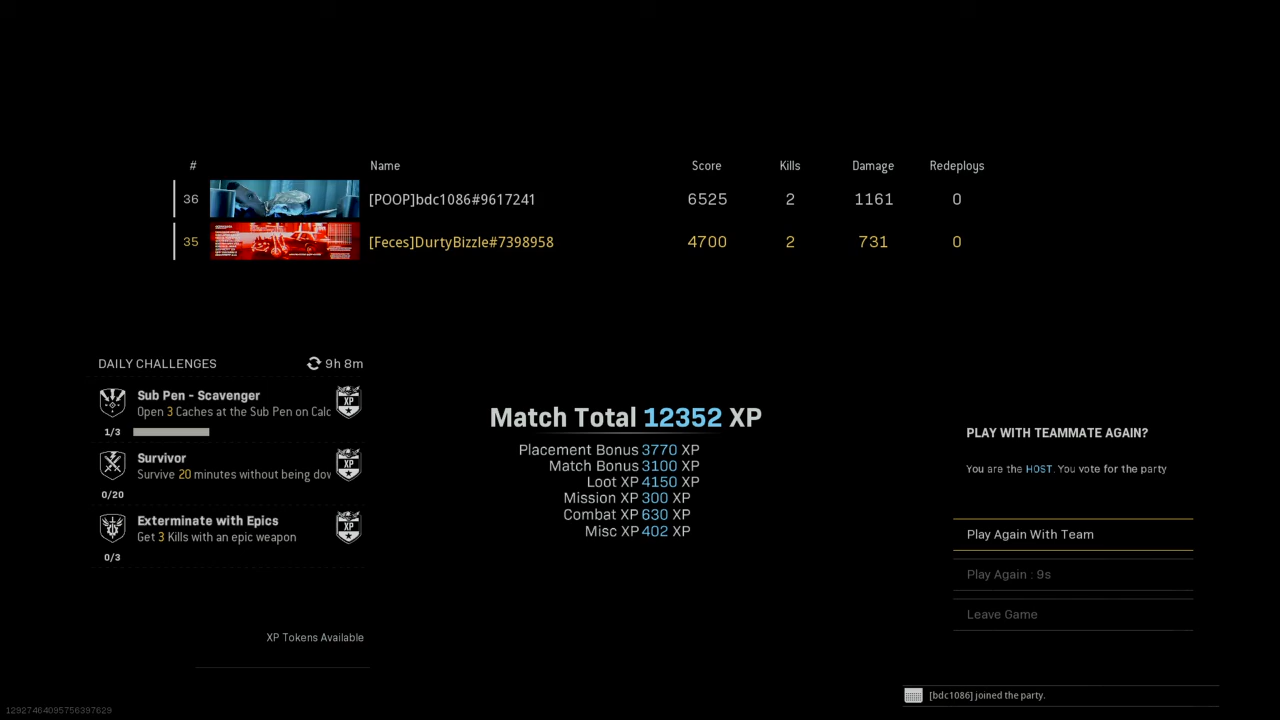 # Name Score Kills Damage Redeploys
36 [POOP]bdc1086#9617241 6525 2 1161 0
35 [Feces]DurtyBizzle#7398958 4700 2 731 0
DAILY CHALLENGES 9h 8m
Sub Pen - Scavenger
Open 3 Caches at the Sub Pen on Calc
XP
1/3
Survivor
Survive 20 minutes without being dov
XP
0/20
Exterminate with Epics
Get 3 Kills with an epic weapon
XP
0/3
XP Tokens Available
Match Total 12352 XP
Placement Bonus 3770 XP
Match Bonus 3100 XP
Loot XP 4150 XP
Mission XP 300 XP
Combat XP 630 XP
Misc XP 402 XP
PLAY WITH TEAMMATE AGAIN?
You are the HOST. You vote for the party
Play Again With Team
Play Again : 9s
Leave Game
[bdc1086] joined the party.
12927464095756397629